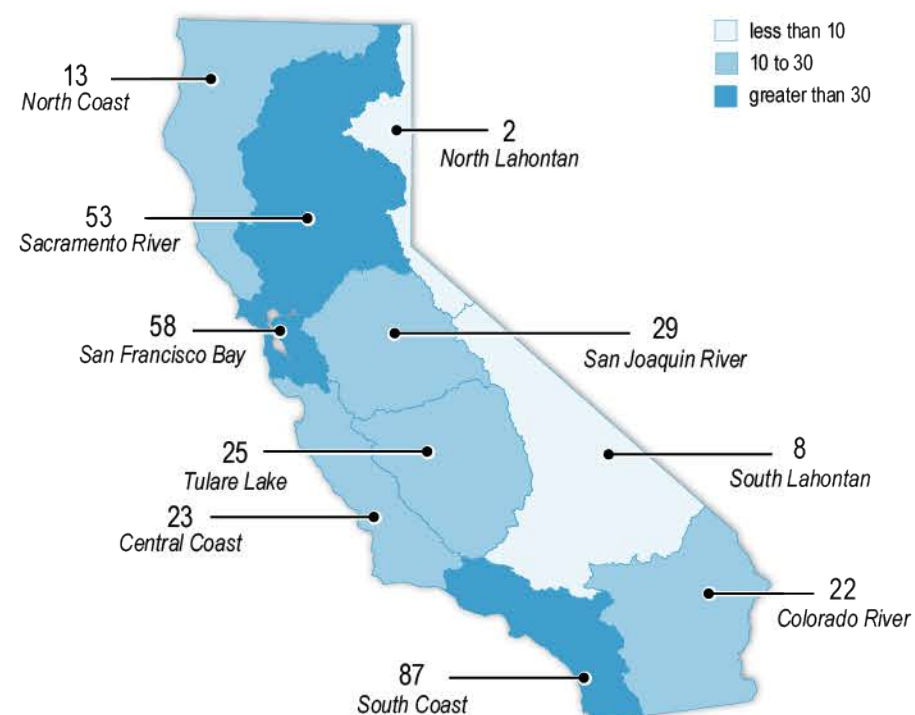 less than 10
10 to 30
greater than 30
13
North Coast
2
North Lahontan
53
Sacramento River
58
San Francisco Bay
29
San Joaquin River
25
Tulare Lake
8
South Lahontan
23
Central Coast
22
Colorado River
87
South Coast